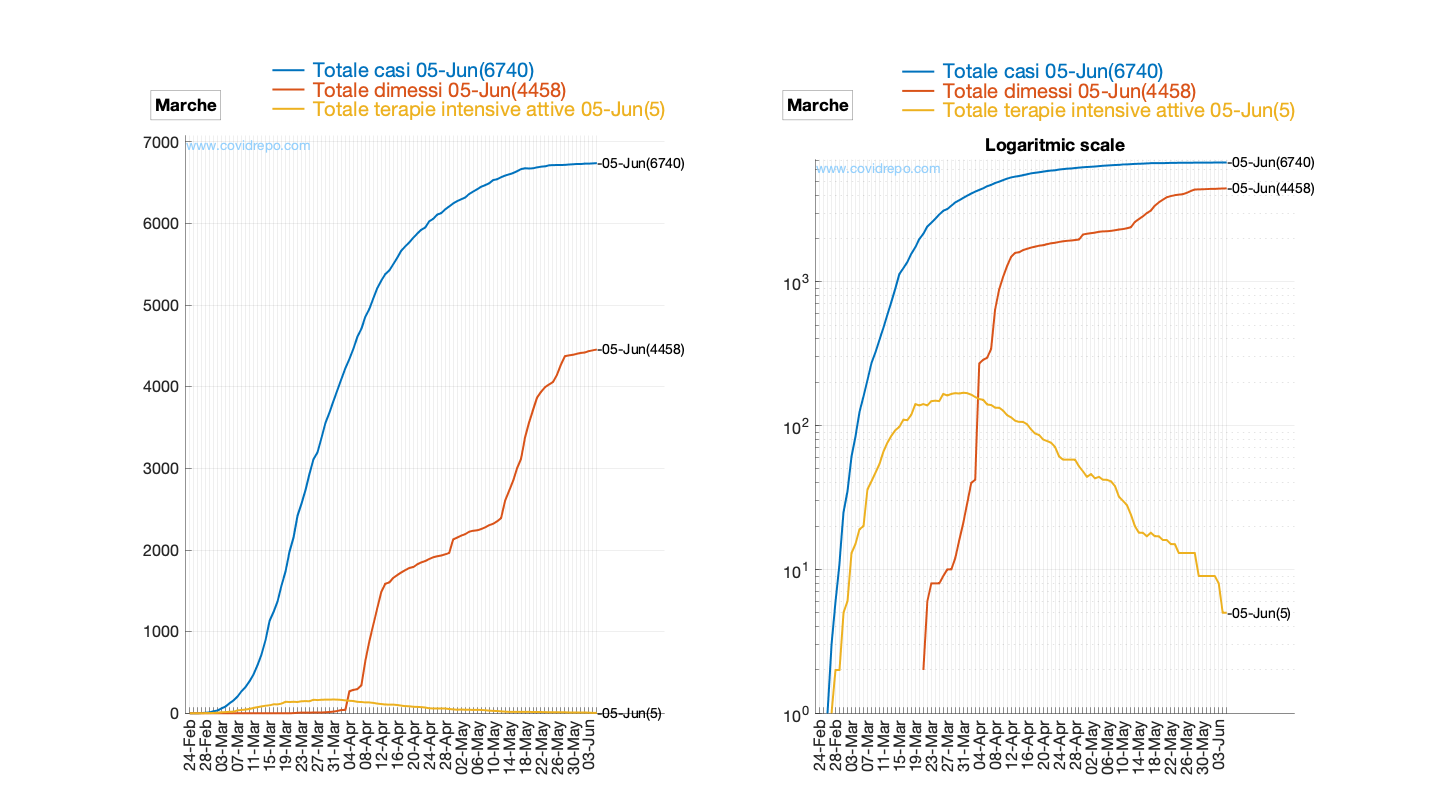 Totale casi 05-Jun(6740)
Totale dimessi 05-Jun(4458)
Totale terapie intensive attive 05-Jun(5)
Marche
7000
6000
5000
4000
3000
2000
1000
0
www.covidrepo.com
-05-Jun(6740)
-05-Jun(4458)
-05-Jun(5)
24-Feb
28-Feb
03-Mar
07-Mar
11-Mar
15-Mar
19-Mar
23-Mar
27-Mar
31-Mar
04-Apr
08-Apr
12-Apr
16-Apr
20-Apr
24-Apr
28-Apr
02-May
06-May
10-May
14-May
18-May
22-May
26-May
30-May
03-Jun
Totale casi 05-Jun(6740)
Totale dimessi 05-Jun(4458)
Totale terapie intensive attive 05-Jun(5)
Marche
Logaritmic scale
www.covidrepo.com
10^3
10^2
10^1
10^0
-05-Jun(6740)
-05-Jun(4458)
-05-Jun(5)
24-Feb
28-Feb
03-Mar
07-Mar
11-Mar
15-Mar
19-Mar
23-Mar
27-Mar
31-Mar
04-Apr
08-Apr
12-Apr
16-Apr
20-Apr
24-Apr
28-Apr
02-May
06-May
10-May
14-May
18-May
22-May
26-May
30-May
03-Jun